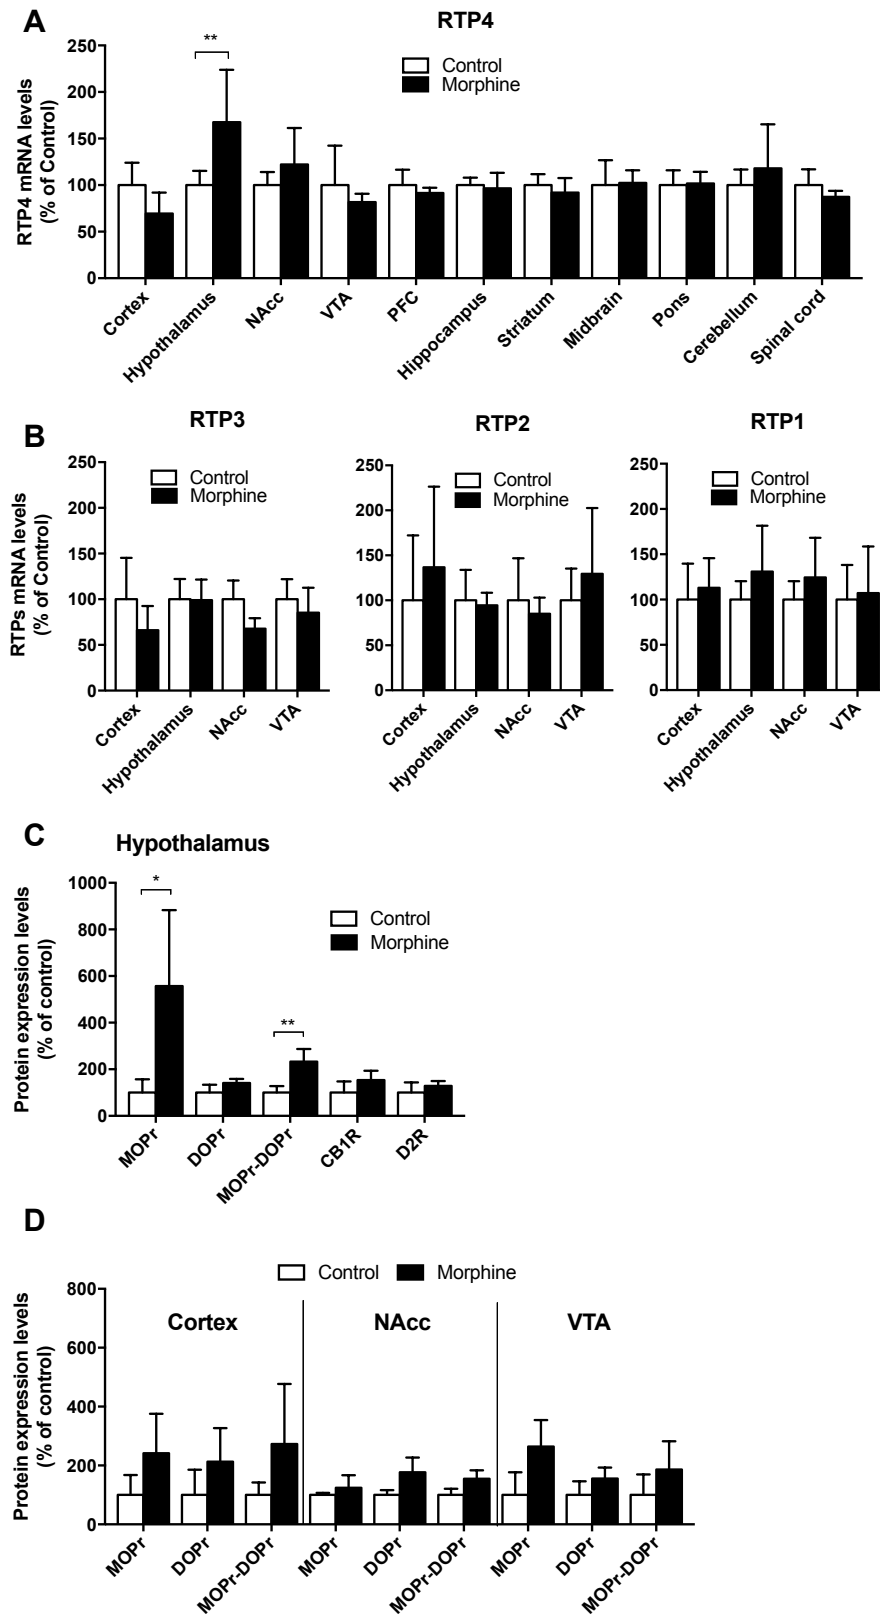 A
RTP4
RTP4 mRNA levels
(% of Control)
250
200
150
100
50
0
**
Control
Morphine
Cortex
Hypothalamus
NAcc
VTA
PFC
Hippocampus
Striatum
Midbrain
Pons
Cerebellum
Spinal cord
B
RTP3
RTPs mRNA levels
(% of Control)
250
200
150
100
50
0
Control
Morphine
Cortex
Hypothalamus
NAcc
VTA
RTP2
250
200
150
100
50
0
Control
Morphine
Cortex
Hypothalamus
NAcc
VTA
RTP1
250
200
150
100
50
0
Control
Morphine
Cortex
Hypothalamus
NAcc
VTA
C
Hypothalamus
Protein expression levels
(% of control)
1000
800
600
400
200
0
*
**
Control
Morphine
MOPr
DOPr
MOPr-DOPr
CB1R
D2R
D
Control Morphine
Protein expression levels
(% of control)
800
600
400
200
0
Cortex NAcc VTA
MOPr
DOPr
MOPr-DOPr
MOPr
DOPr
MOPr-DOPr
MOPr
DOPr
MOPr-DOPr